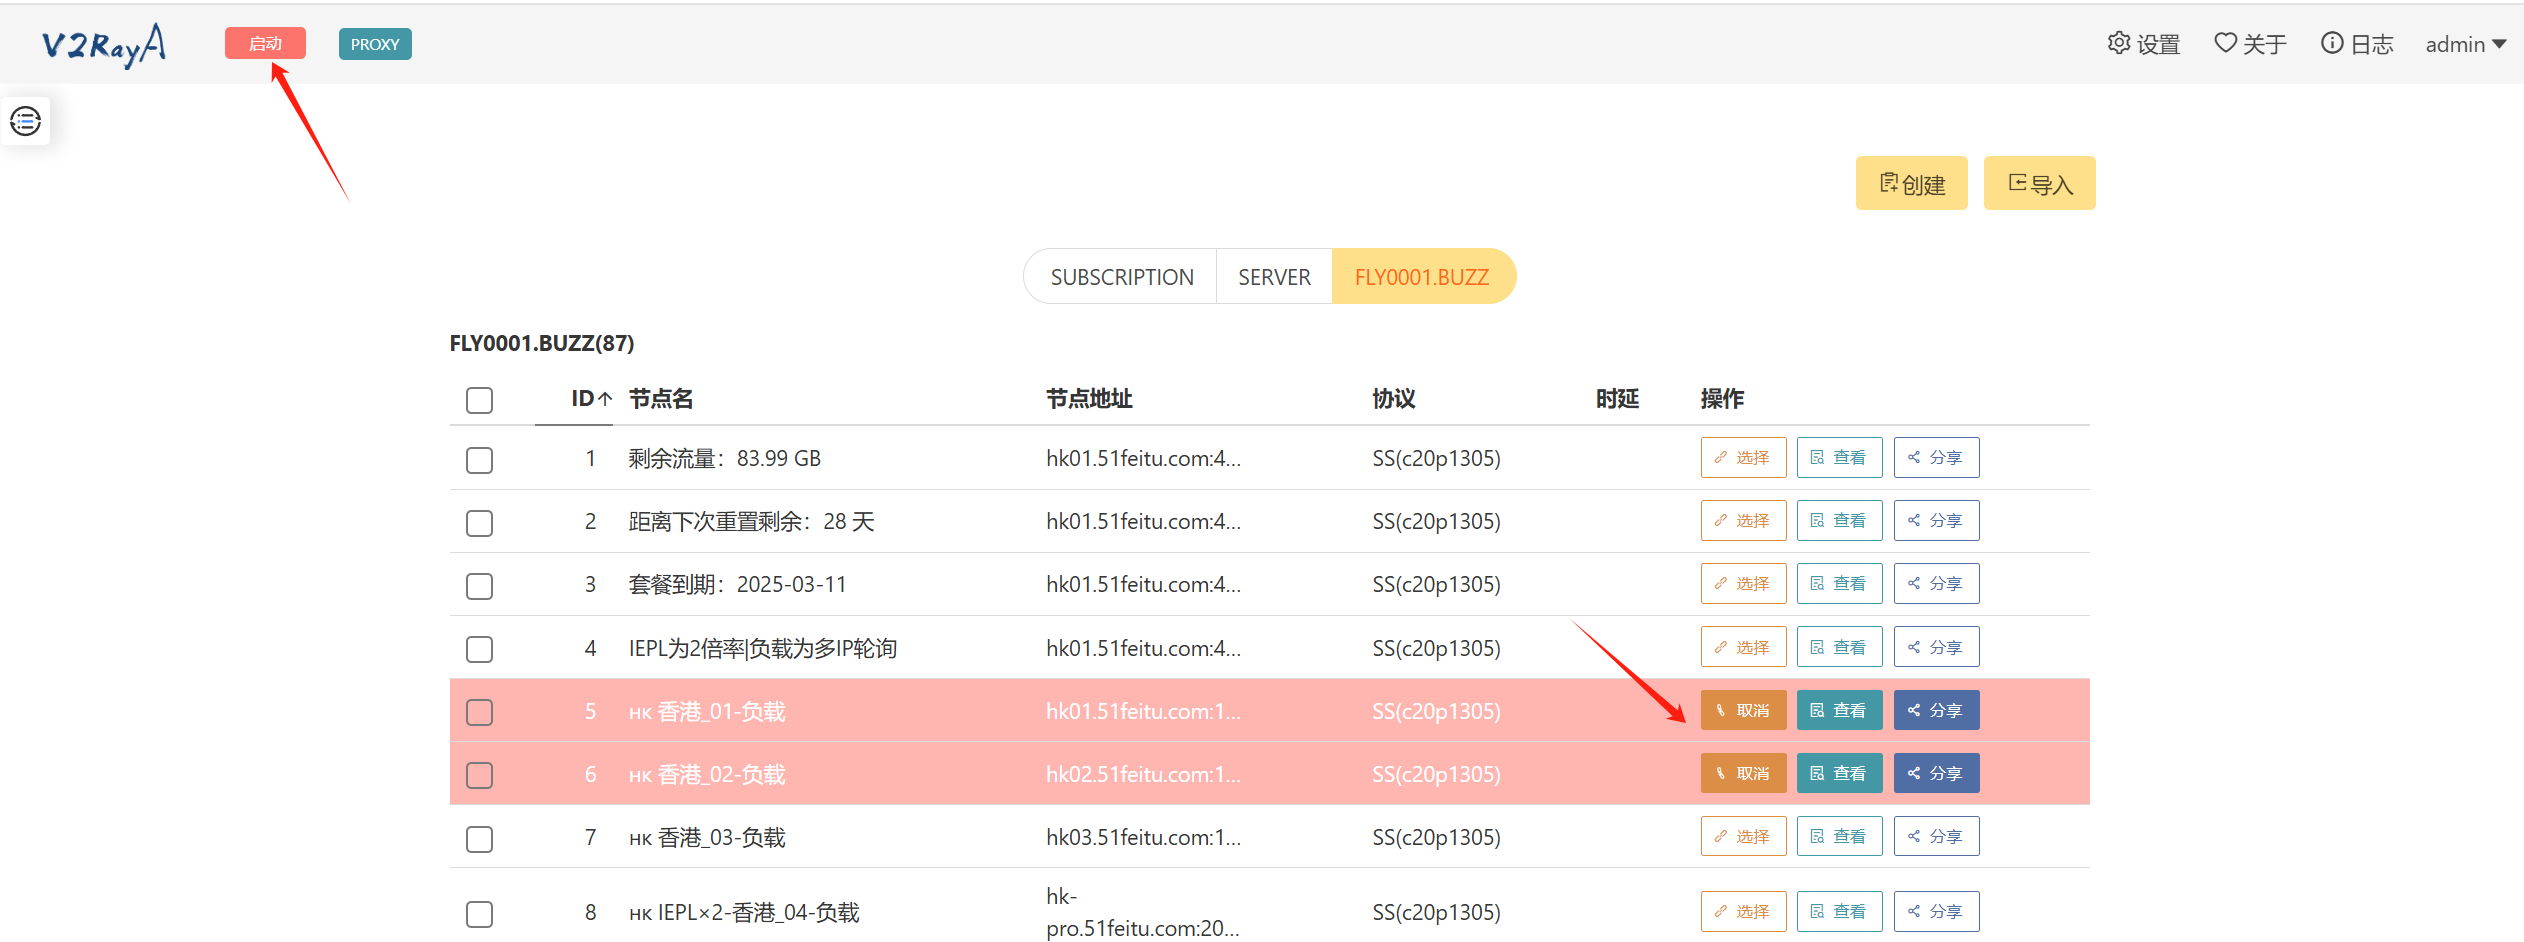 V2RayA 启动 PROXY 设置 关于 日志 admin
创建 导入
SUBSCRIPTION SERVER FLY0001.BUZZ
FLY0001.BUZZ(87)
ID↑ 节点名 节点地址 协议 时延 操作
1 剩余流量：83.99 GB hk01.51feitu.com:4... SS(c20p1305) 选择 查看 分享
2 距离下次重置剩余：28 天 hk01.51feitu.com:4... SS(c20p1305) 选择 查看 分享
3 套餐到期：2025-03-11 hk01.51feitu.com:4... SS(c20p1305) 选择 查看 分享
4 IEPL为2倍率|负载为多IP轮询 hk01.51feitu.com:4... SS(c20p1305) 选择 查看 分享
5 HK 香港_01-负载 hk01.51feitu.com:1... SS(c20p1305) 取消 查看 分享
6 HK 香港_02-负载 hk02.51feitu.com:1... SS(c20p1305) 取消 查看 分享
7 HK 香港_03-负载 hk03.51feitu.com:1... SS(c20p1305) 选择 查看 分享
8 HK IEPL×2-香港_04-负载 hk-
pro.51feitu.com:20... SS(c20p1305) 选择 查看 分享